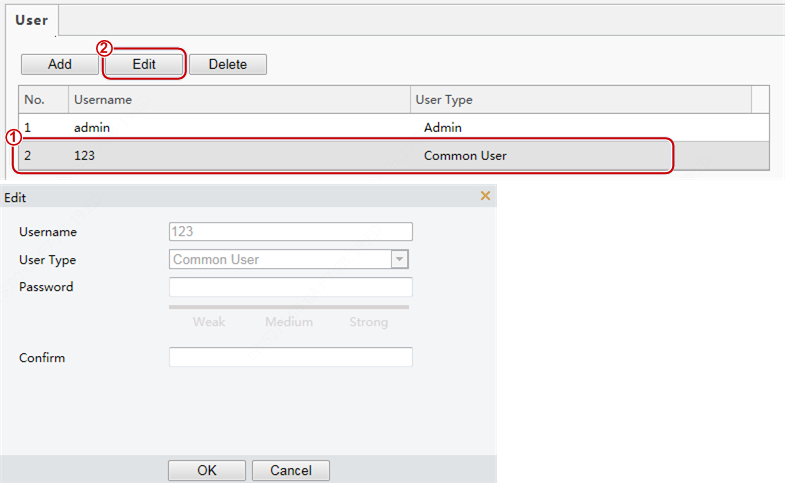 User
② 
Add Edit Delete
No. Username User Type
1 admin Admin
①
2 123 Common User
Edit
Username 123
User Type Common User
Password
Weak Medium Strong
Confirm
OK Cancel